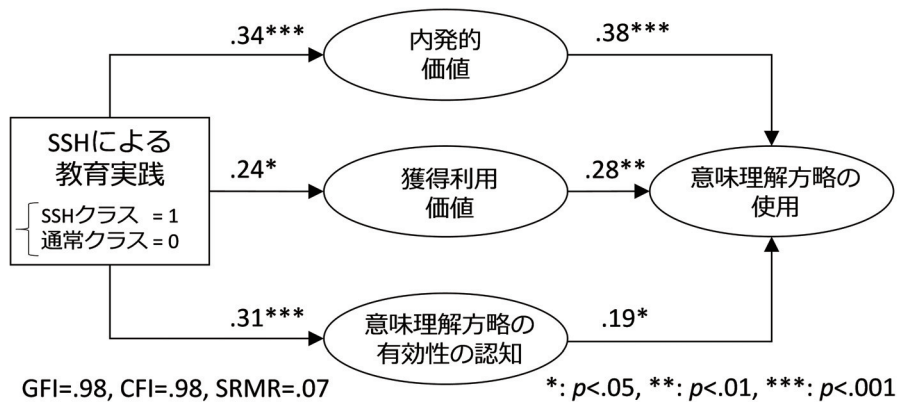 .34***
内発的
価値
.38***
SSHによる
教育実践
SSHクラス = 1
通常クラス = 0
.24*
獲得利用
価値
.28**
意味理解方略の
使用
.31***
意味理解方略の
有効性の認知
.19*
GFI=.98, CFI=.98, SRMR=.07
*: p<.05, **: p<.01, ***: p<.001